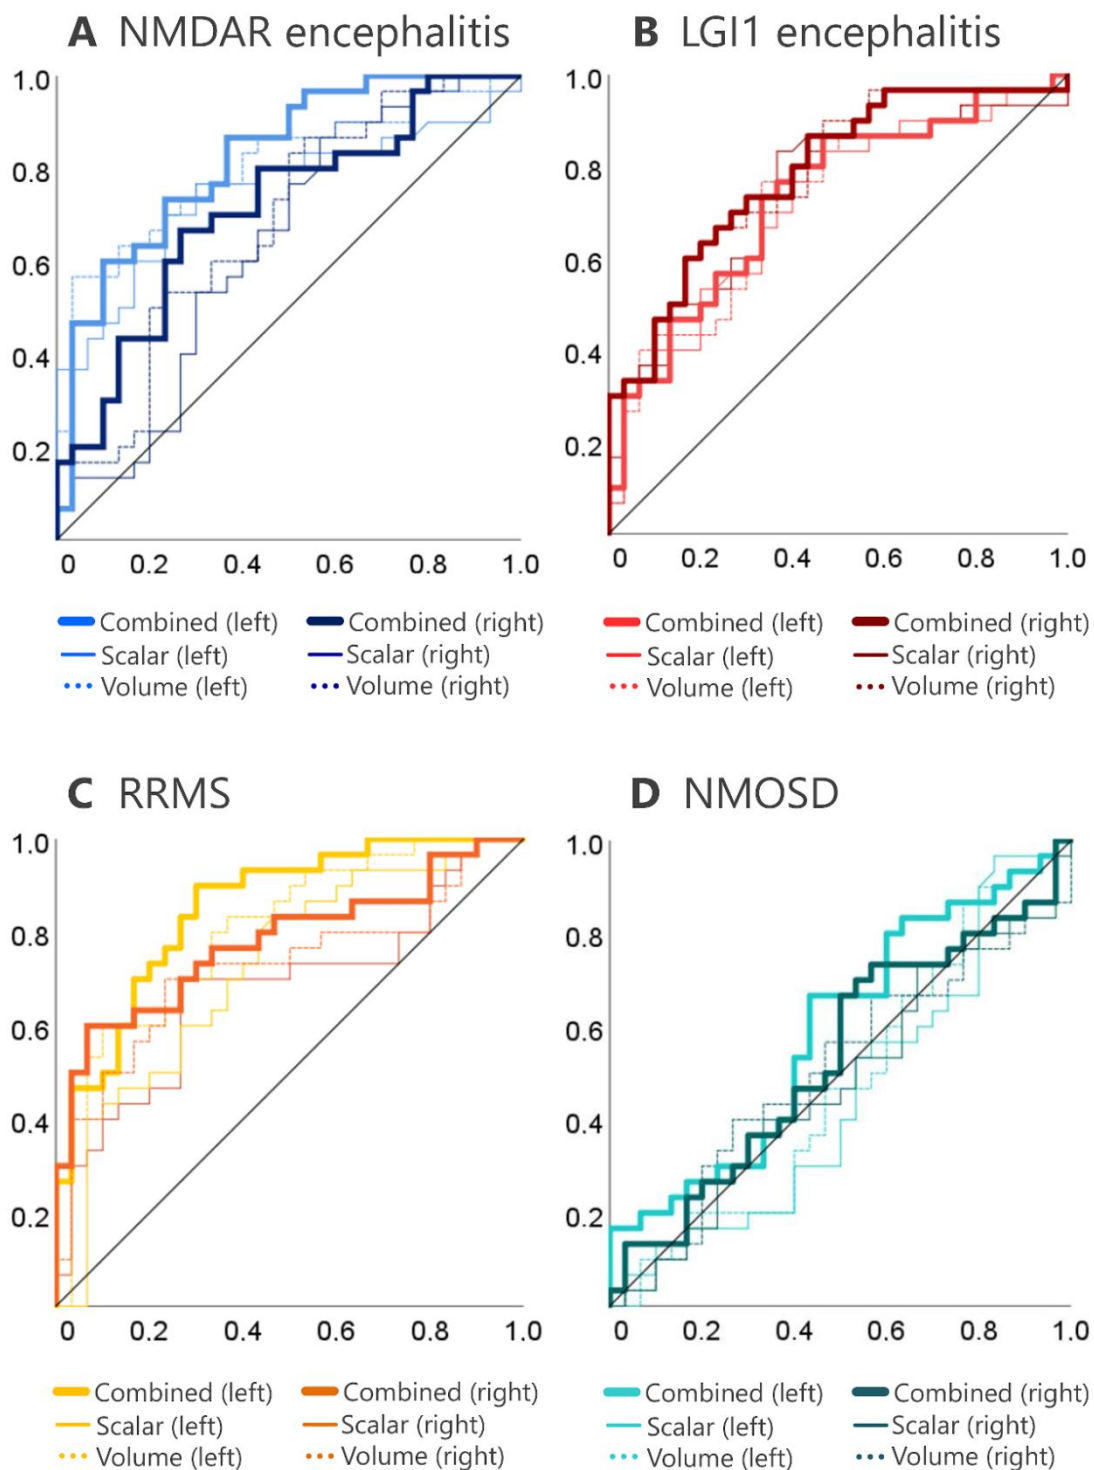 A NMDAR encephalitis
1.0
0.8
0.6
0.4
0.2
0 0.2 0.4 0.6 0.8 1.0
Combined (left) Combined (right)
Scalar (left) Scalar (right)
Volume (left) Volume (right)
B LGI1 encephalitis
1.0
0.8
0.6
0.4
0.2
0 0.2 0.4 0.6 0.8 1.0
Combined (left) Combined (right)
Scalar (left) Scalar (right)
Volume (left) Volume (right)
C RRMS
1.0
0.8
0.6
0.4
0.2
0 0.2 0.4 0.6 0.8 1.0
Combined (left) Combined (right)
Scalar (left) Scalar (right)
Volume (left) Volume (right)
D NMOSD
1.0
0.8
0.6
0.4
0.2
0 0.2 0.4 0.6 0.8 1.0
Combined (left) Combined (right)
Scalar (left) Scalar (right)
Volume (left) Volume (right)